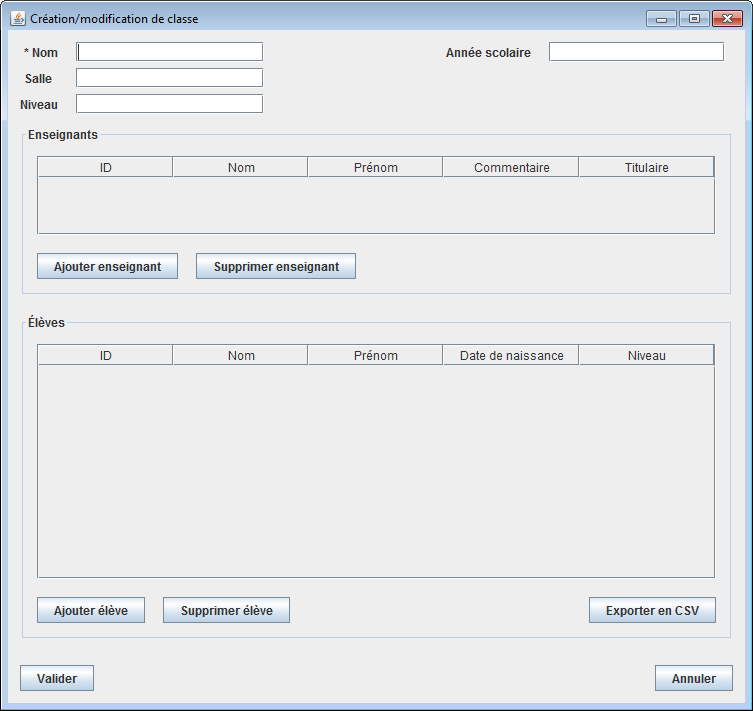 Création/modification de classe
* Nom
Année scolaire
Salle
Niveau
Enseignants
ID Nom Prénom Commentaire Titulaire
Ajouter enseignant Supprimer enseignant
Élèves
ID Nom Prénom Date de naissance Niveau
Ajouter élève Supprimer élève Exporter en CSV
Valider Annuler